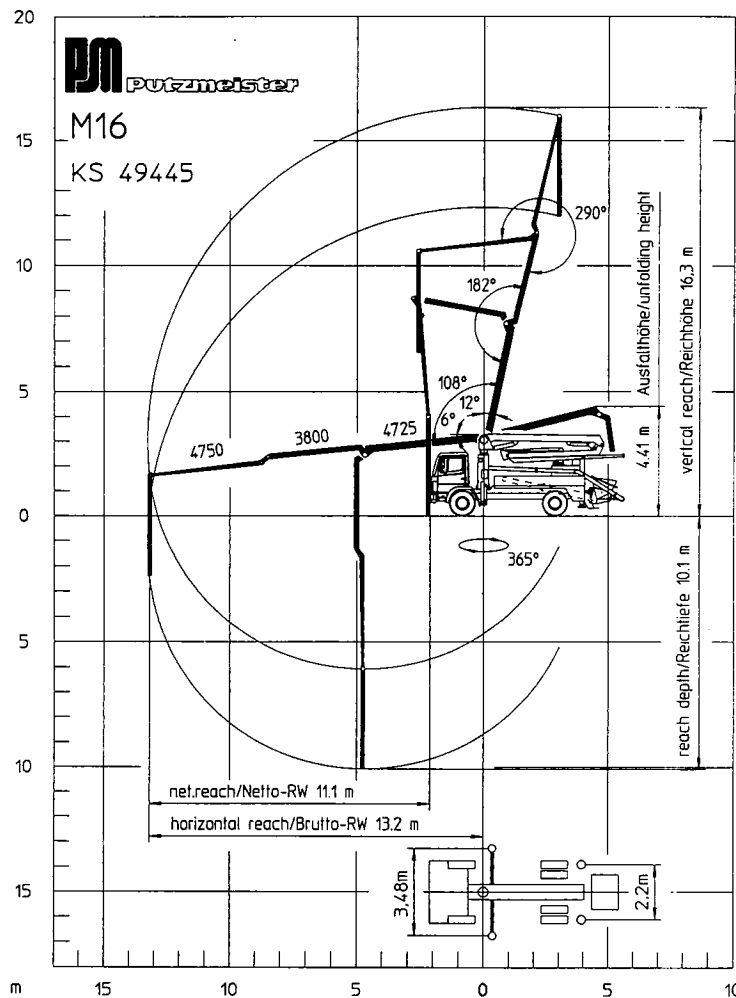 20
PM Putzmeister
M16
KS 49445
15
290°
10
182°
Ausfalthöhe/unfolding height
vertical reach/Reichhöhe 16,3 m
108°
12°
6°
5
4750
3800
4725
4.41 m
0
365°
5
reach depth/Reichtiefe 10.1 m
10
net.reach/Netto-RW 11.1 m
horizontal reach/Brutto-RW 13.2 m
3,48m
2.2m
15
m
15
10
5
0
5
10